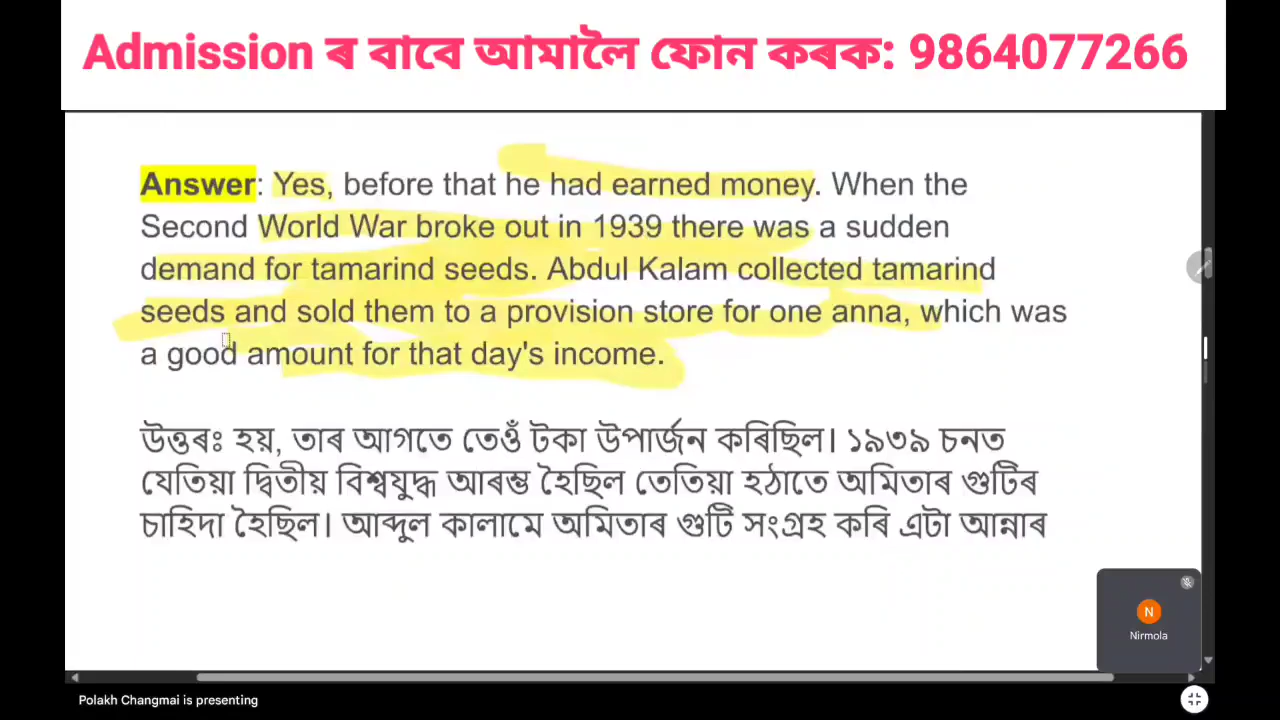 Admission ৰ বাবে আমালৈ ফোন কৰক: 9864077266
Answer: Yes, before that he had earned money. When the
Second World War broke out in 1939 there was a sudden
demand for tamarind seeds. Abdul Kalam collected tamarind
seeds and sold them to a provision store for one anna, which was
a good amount for that day's income.
উত্তৰঃ হয়, তাৰ আগতে তেওঁ টকা উপাৰ্জন কৰিছিল। ১৯৩৯ চনত
যেতিয়া দ্বিতীয় বিশ্বযুদ্ধ আৰম্ভ হৈছিল তেতিয়া হঠাতে অমিতাৰ গুটিৰ
চাহিদা হৈছিল। আব্দুল কালামে অমিতাৰ গুটি সংগ্ৰহ কৰি এটা আন্নাৰ
N
Nirmola
Polakh Changmai is presenting